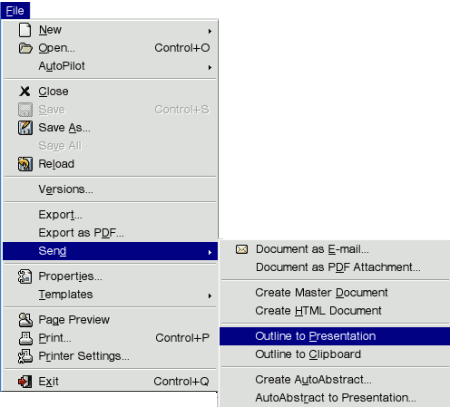 File
New
Open... Control+O
AutoPilot
Close
Save Control+S
Save As...
Save All
Reload
Versions...
Export...
Export as PDF...
Send
Document as E-mail...
Document as PDF Attachment...
Create Master Document
Create HTML Document
Outline to Presentation
Outline to Clipboard
Create AutoAbstract...
AutoAbstract to Presentation...
Properties...
Templates
Page Preview
Print... Control+P
Printer Settings...
Exit Control+Q